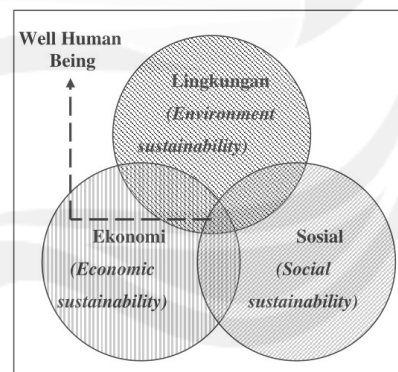 Well Human
Being
Lingkungan
(Environment
sustainability)
Ekonomi
(Economic
sustainability)
Sosial
(Social
sustainability)